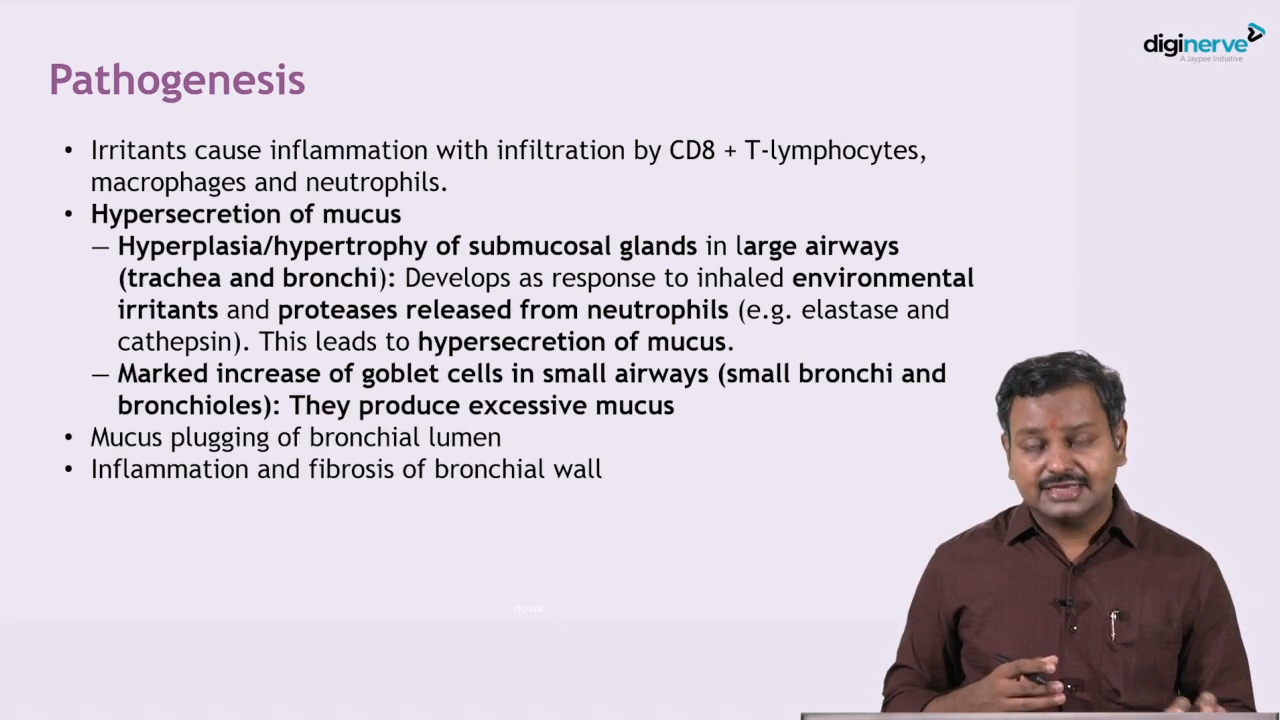 diginerve
A Jaypee Initiative
Pathogenesis
• Irritants cause inflammation with infiltration by CD8 + T-lymphocytes,
macrophages and neutrophils.
• Hypersecretion of mucus
— Hyperplasia/hypertrophy of submucosal glands in large airways
(trachea and bronchi): Develops as response to inhaled environmental
irritants and proteases released from neutrophils (e.g. elastase and
cathepsin). This leads to hypersecretion of mucus.
— Marked increase of goblet cells in small airways (small bronchi and
bronchioles): They produce excessive mucus
• Mucus plugging of bronchial lumen
• Inflammation and fibrosis of bronchial wall